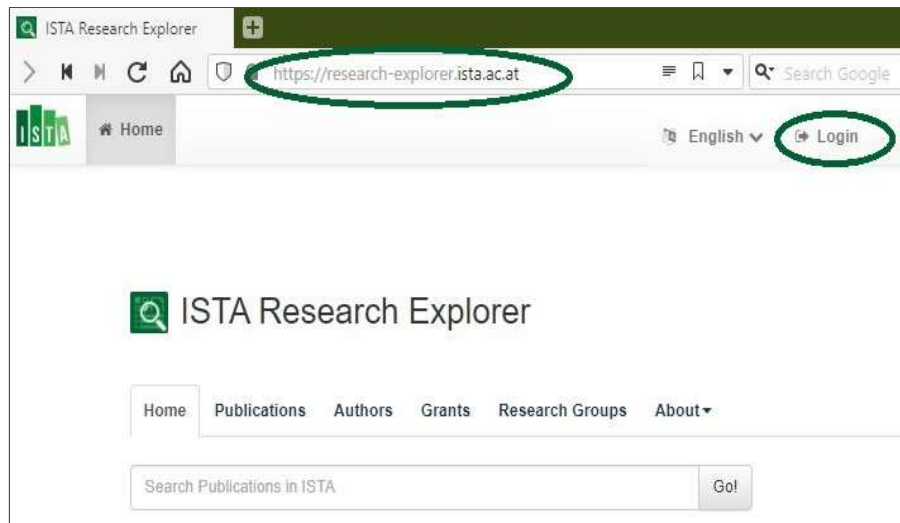 ISTA Research Explorer
https://research-explorer.ista.ac.at Search Google
ISTA Home English Login
ISTA Research Explorer
Home Publications Authors Grants Research Groups About
Search Publications in ISTA Go!